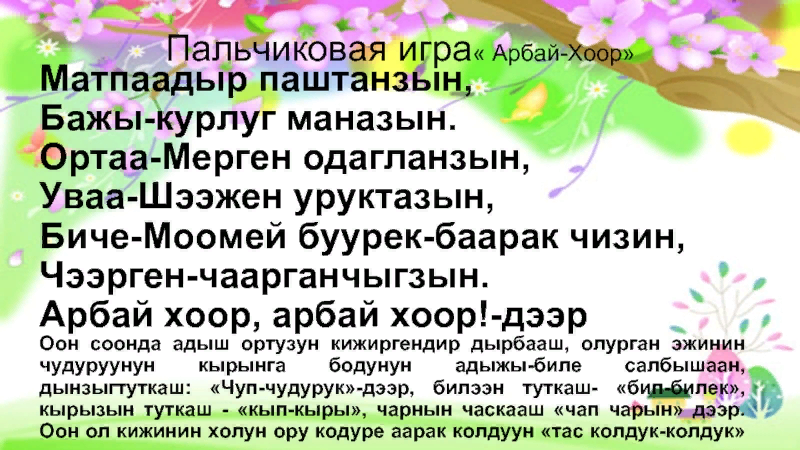 Пальчиковая игра« Арбай-Хоор»
Матпаадыр паштанзын,
Бажы-курлуг маназын.
Ортаа-Мерген одагланзын,
Уваа-Шээжен уруктазын,
Биче-Моомей буурек-баарак чизин,
Чээрген-чаарганчыгзын.
Арбай хоор, арбай хоор!-дээр
Оон соонда адыш ортузун кижиргендир дырбааш, олурган эжинин
чудуруунун кырынга бодунун адыжы-биле салбышаан,
дынзыгтуткаш: «Чуп-чудурук»-дээр, билээн туткаш- «бип-билек»,
кырызын туткаш - «кып-кыры», чарнын часкааш «чап чарын» дээр.
Оон ол кижинин холун ору кодуре аарак колдуун «тас колдук-колдук»